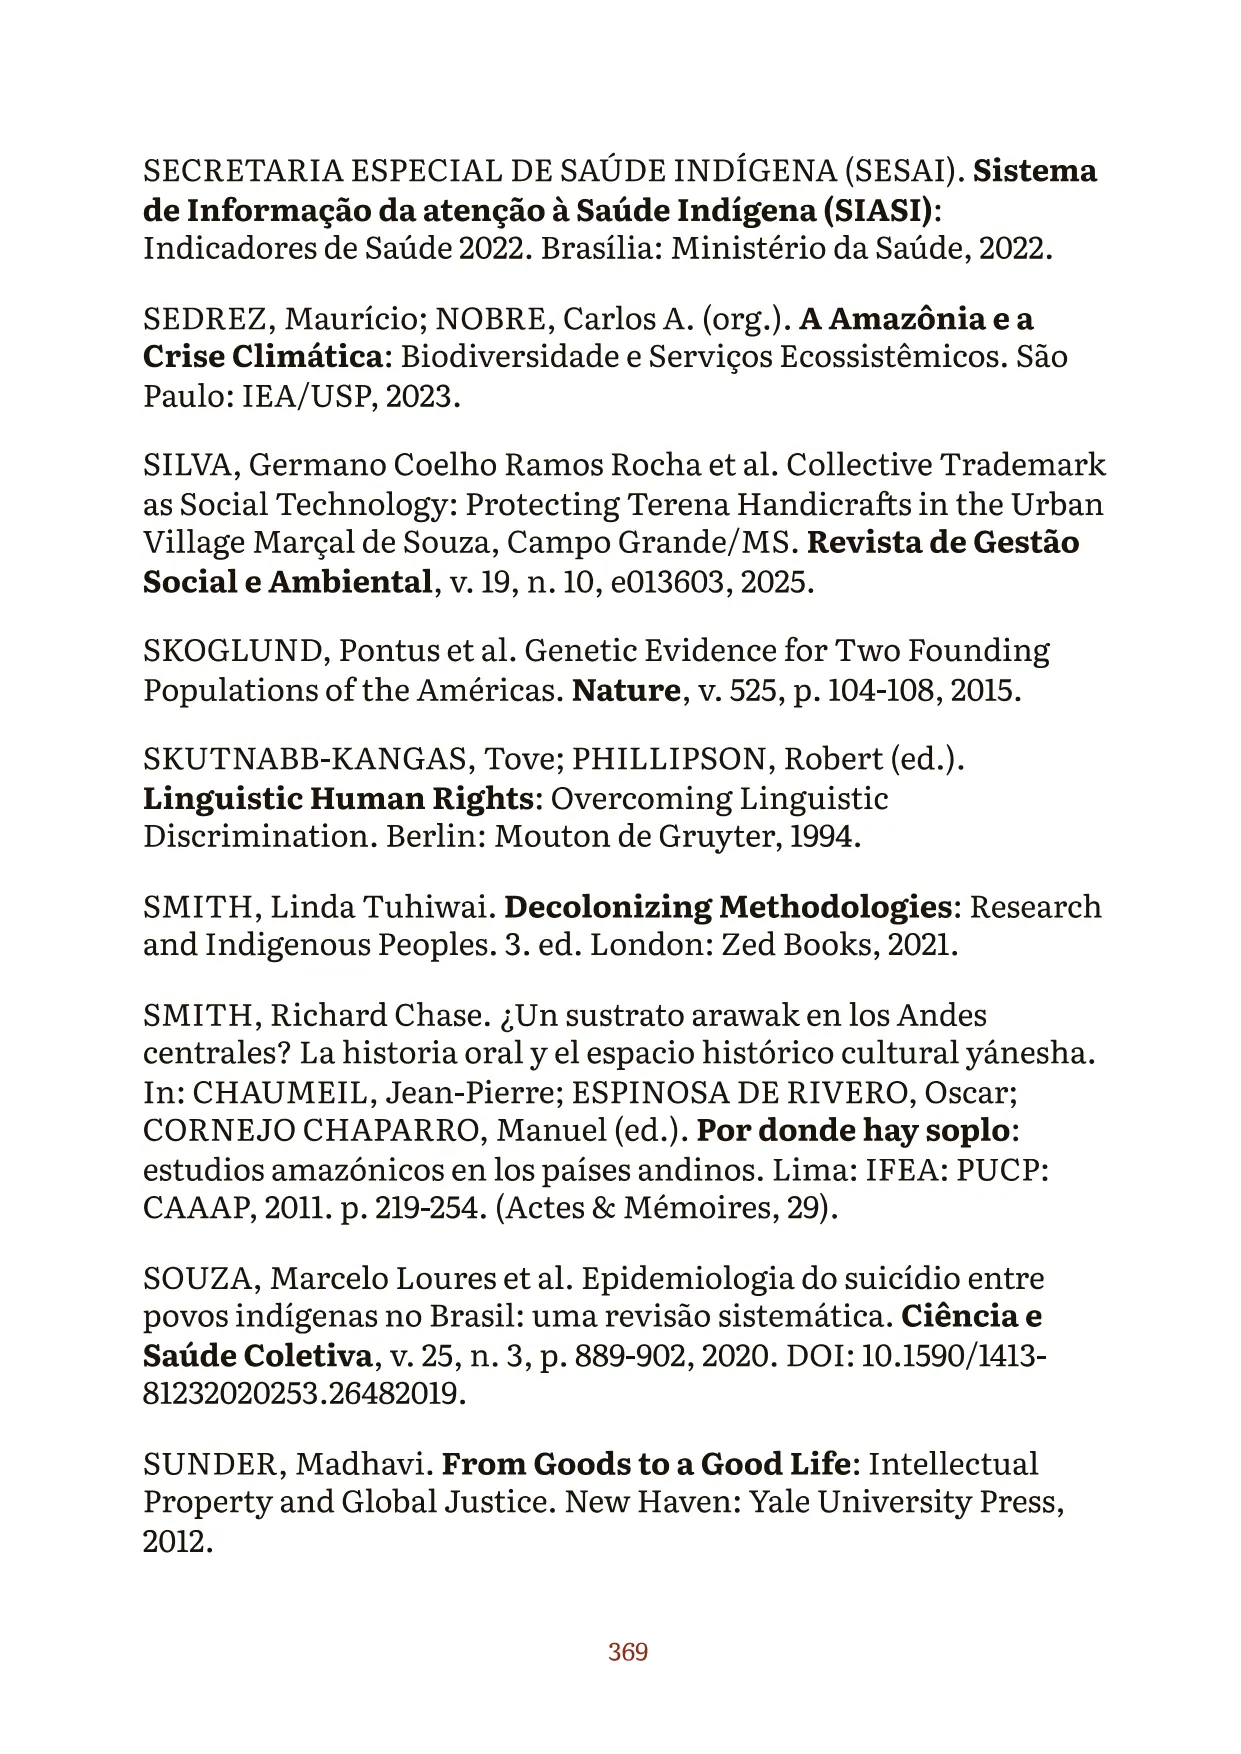 SECRETARIA ESPECIAL DE SAÚDE INDÍGENA (SESAI). Sistema
de Informação da atenção à Saúde Indígena (SIASI):
Indicadores de Saúde 2022. Brasília: Ministério da Saúde, 2022.
SEDREZ, Maurício; NOBRE, Carlos A. (org.). A Amazônia e a
Crise Climática: Biodiversidade e Serviços Ecossistêmicos. São
Paulo: IEA/USP, 2023.
SILVA, Germano Coelho Ramos Rocha et al. Collective Trademark
as Social Technology: Protecting Terena Handicrafts in the Urban
Village Marçal de Souza, Campo Grande/MS. Revista de Gestão
Social e Ambiental, v. 19, n. 10, e013603, 2025.
SKOGLUND, Pontus et al. Genetic Evidence for Two Founding
Populations of the Américas. Nature, v. 525, p. 104-108, 2015.
SKUTNABB-KANGAS, Tove; PHILLIPSON, Robert (ed.).
Linguistic Human Rights: Overcoming Linguistic
Discrimination. Berlin: Mouton de Gruyter, 1994.
SMITH, Linda Tuhiwai. Decolonizing Methodologies: Research
and Indigenous Peoples. 3. ed. London: Zed Books, 2021.
SMITH, Richard Chase. ¿Un sustrato arawak en los Andes
centrales? La historia oral y el espacio histórico cultural yánesha.
In: CHAUMEIL, Jean-Pierre; ESPINOSA DE RIVERO, Oscar;
CORNEJO CHAPARRO, Manuel (ed.). Por donde hay soplo:
estudios amazónicos en los países andinos. Lima: IFEA: PUCP:
CAAAP, 2011. p. 219-254. (Actes & Mémoires, 29).
SOUZA, Marcelo Loures et al. Epidemiologia do suicídio entre
povos indígenas no Brasil: uma revisão sistemática. Ciência e
Saúde Coletiva, v. 25, n. 3, p. 889-902, 2020. DOI: 10.1590/1413-
81232020253.26482019.
SUNDER, Madhavi. From Goods to a Good Life: Intellectual
Property and Global Justice. New Haven: Yale University Press,
2012.
369